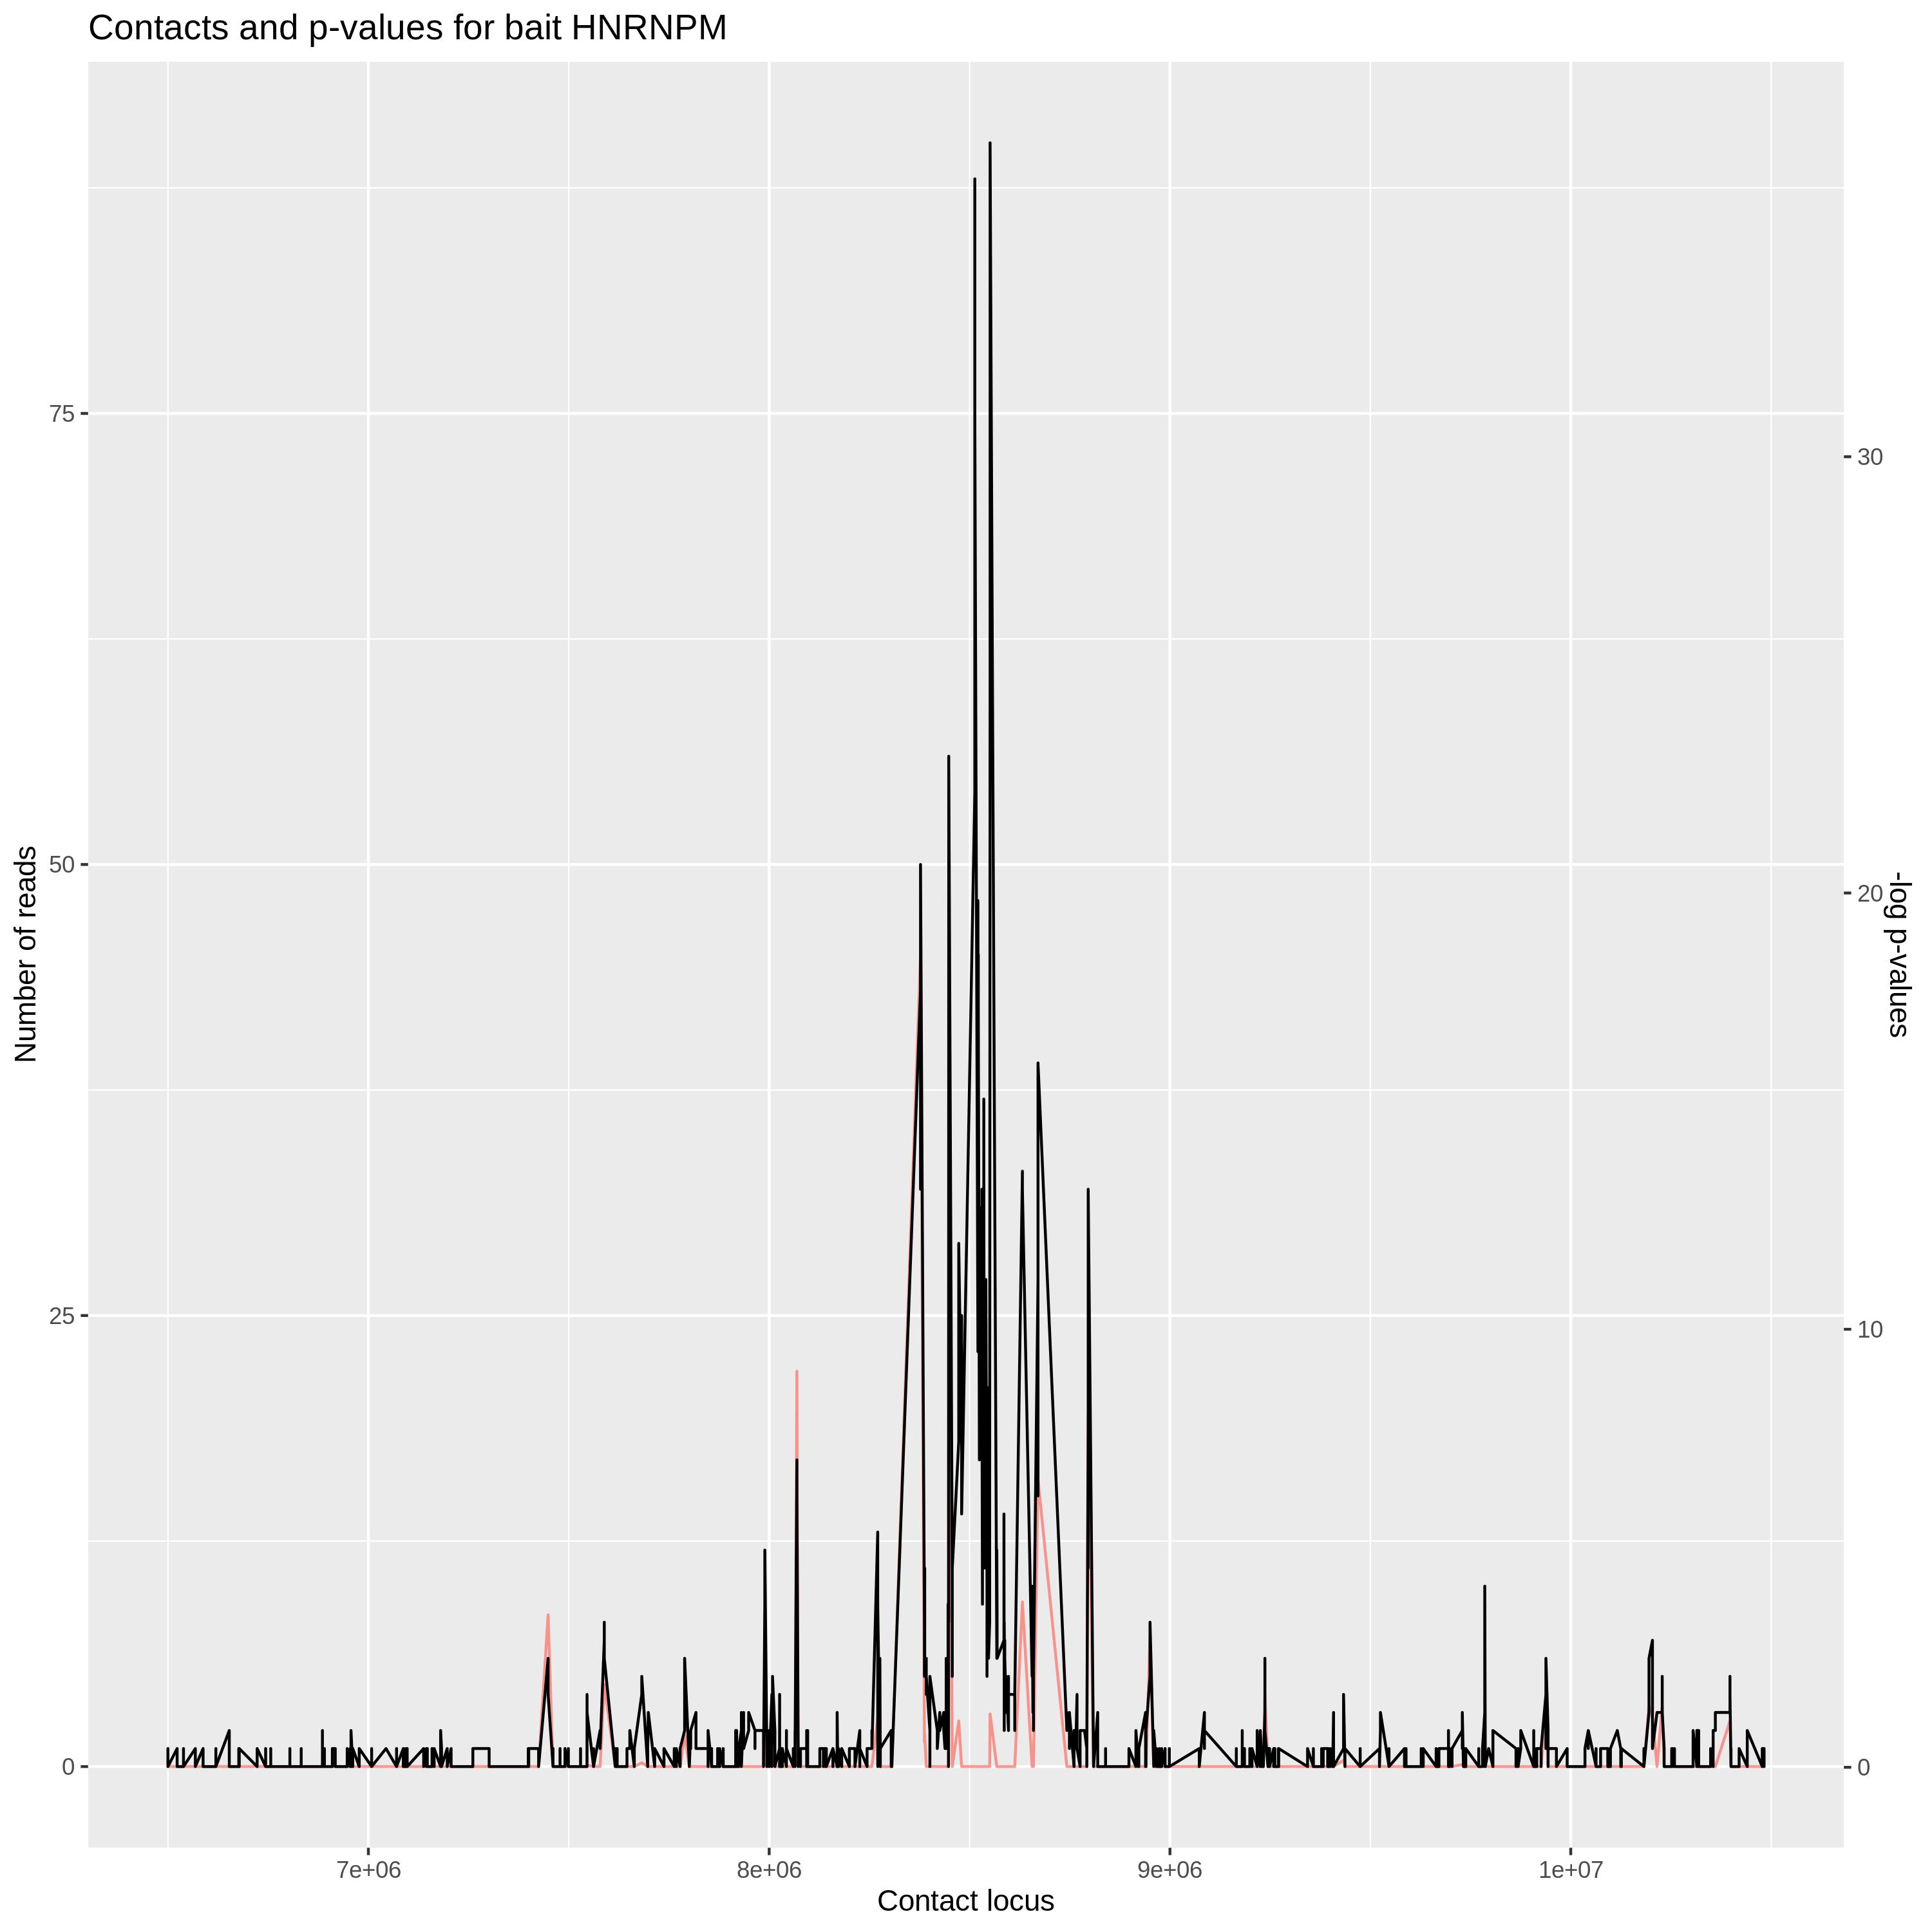 Contacts and p-values for bait HNRNPM
Number of reads
75
50
25
0
30
20
10
0
-log p-values
7e+06
8e+06
9e+06
1e+07
Contact locus